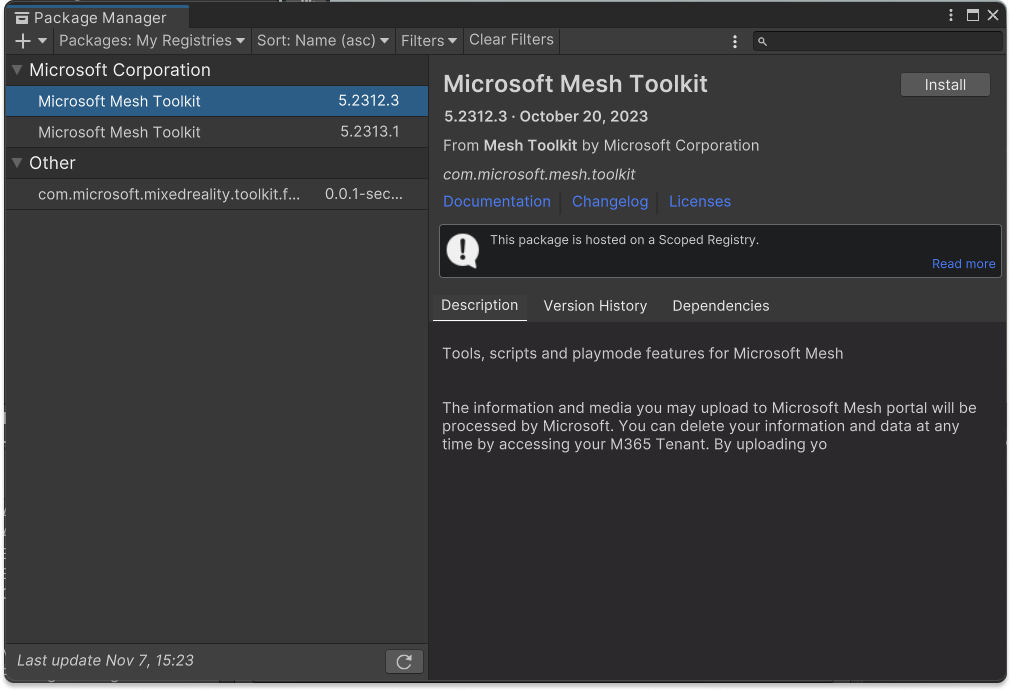 Package Manager
Packages: My Registries Sort: Name (asc) Filters Clear Filters
Microsoft Corporation
Microsoft Mesh Toolkit 5.2312.3
Microsoft Mesh Toolkit 5.2313.1
Other
com.microsoft.mixedreality.toolkit.f... 0.0.1-sec...
Last update Nov 7, 15:23
Microsoft Mesh Toolkit
Install
5.2312.3 · October 20, 2023
From Mesh Toolkit by Microsoft Corporation
com.microsoft.mesh.toolkit
Documentation Changelog Licenses
This package is hosted on a Scoped Registry.
Read more
Description Version History Dependencies
Tools, scripts and playmode features for Microsoft Mesh
The information and media you may upload to Microsoft Mesh portal will be
processed by Microsoft. You can delete your information and data at any
time by accessing your M365 Tenant. By uploading yo